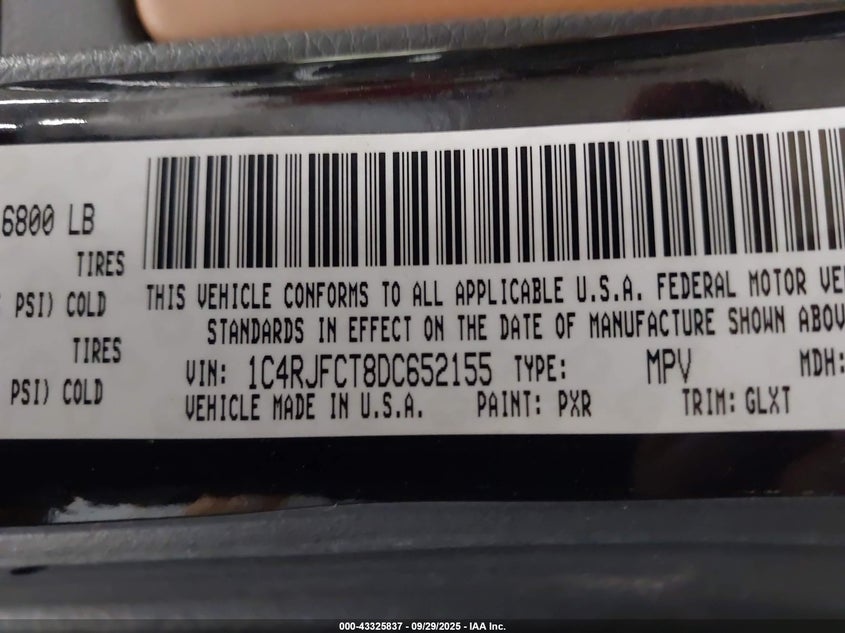 6800 LB
TIRES
PSI) COLD
TIRES
PSI) COLD
THIS VEHICLE CONFORMS TO ALL APPLICABLE U.S.A. FEDERAL MOTOR VE
STANDARDS IN EFFECT ON THE DATE OF MANUFACTURE SHOWN ABOV
VIN: 1C4RJFCT8DC652155 TYPE: MPV MDH:
VEHICLE MADE IN U.S.A. PAINT: PXR TRIM: GLXT
000-43325837 - 09/29/2025 - IAA Inc.